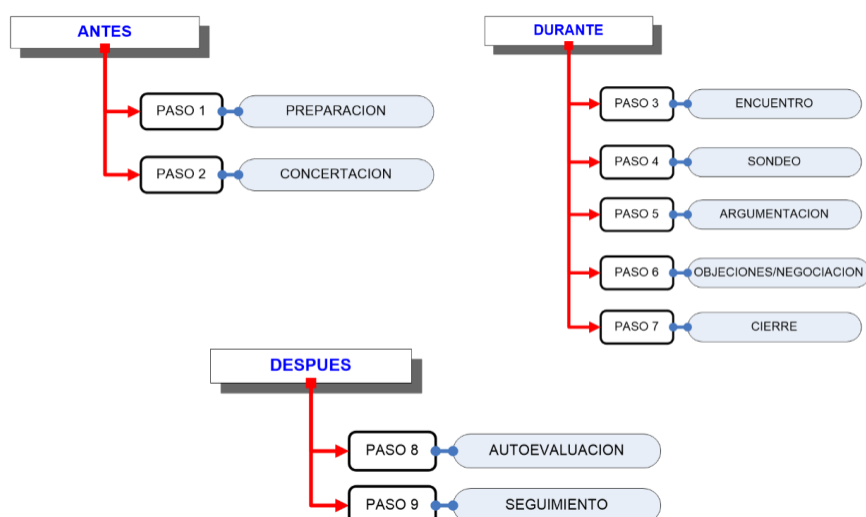 ANTES
PASO 1 PREPARACION
PASO 2 CONCERTACION
DURANTE
PASO 3 ENCUENTRO
PASO 4 SONDEO
PASO 5 ARGUMENTACION
PASO 6 OBJECIONES/NEGOCIACION
PASO 7 CIERRE
DESPUES
PASO 8 AUTOEVALUACION
PASO 9 SEGUIMIENTO